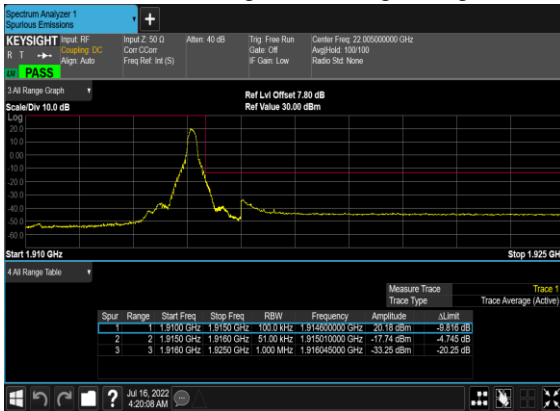 Spectrum Analyzer 1
Spurious Emissions
KEYSIGHT Input: RF Input Z: 50 Ω Atten: 40 dB Trig: Free Run Center Freq: 22.005000000 GHz
R T Coupling: DC Corr CCorr Gate: Off Avg|Hold: 100/100
Align: Auto Freq Ref: Int (S) IF Gain: Low Radio Std: None
PASS
3 All Range Graph Ref Lvl Offset 7.80 dB
Scale/Div 10.0 dB Ref Value 30.00 dBm
Log
20.0
10.0
0.00
-10.0
-20.0
-30.0
-40.0
-50.0
-60.0
Start 1.910 GHz Stop 1.925 GH
4 All Range Table
Measure Trace Trace 1
Trace Type Trace Average (Active)
Spur Range Start Freq Stop Freq RBW Frequency Amplitude ΔLimit
1 1 1.9100 GHz 1.9150 GHz 100.0 kHz 1.914600000 GHz 20.18 dBm -9.816 dB
2 2 1.9150 GHz 1.9160 GHz 51.00 kHz 1.915010000 GHz -17.74 dBm -4.745 dB
3 3 1.9160 GHz 1.9250 GHz 1.000 MHz 1.916045000 GHz -33.25 dBm -20.25 dB
? Jul 16, 2022
4:20:08 AM